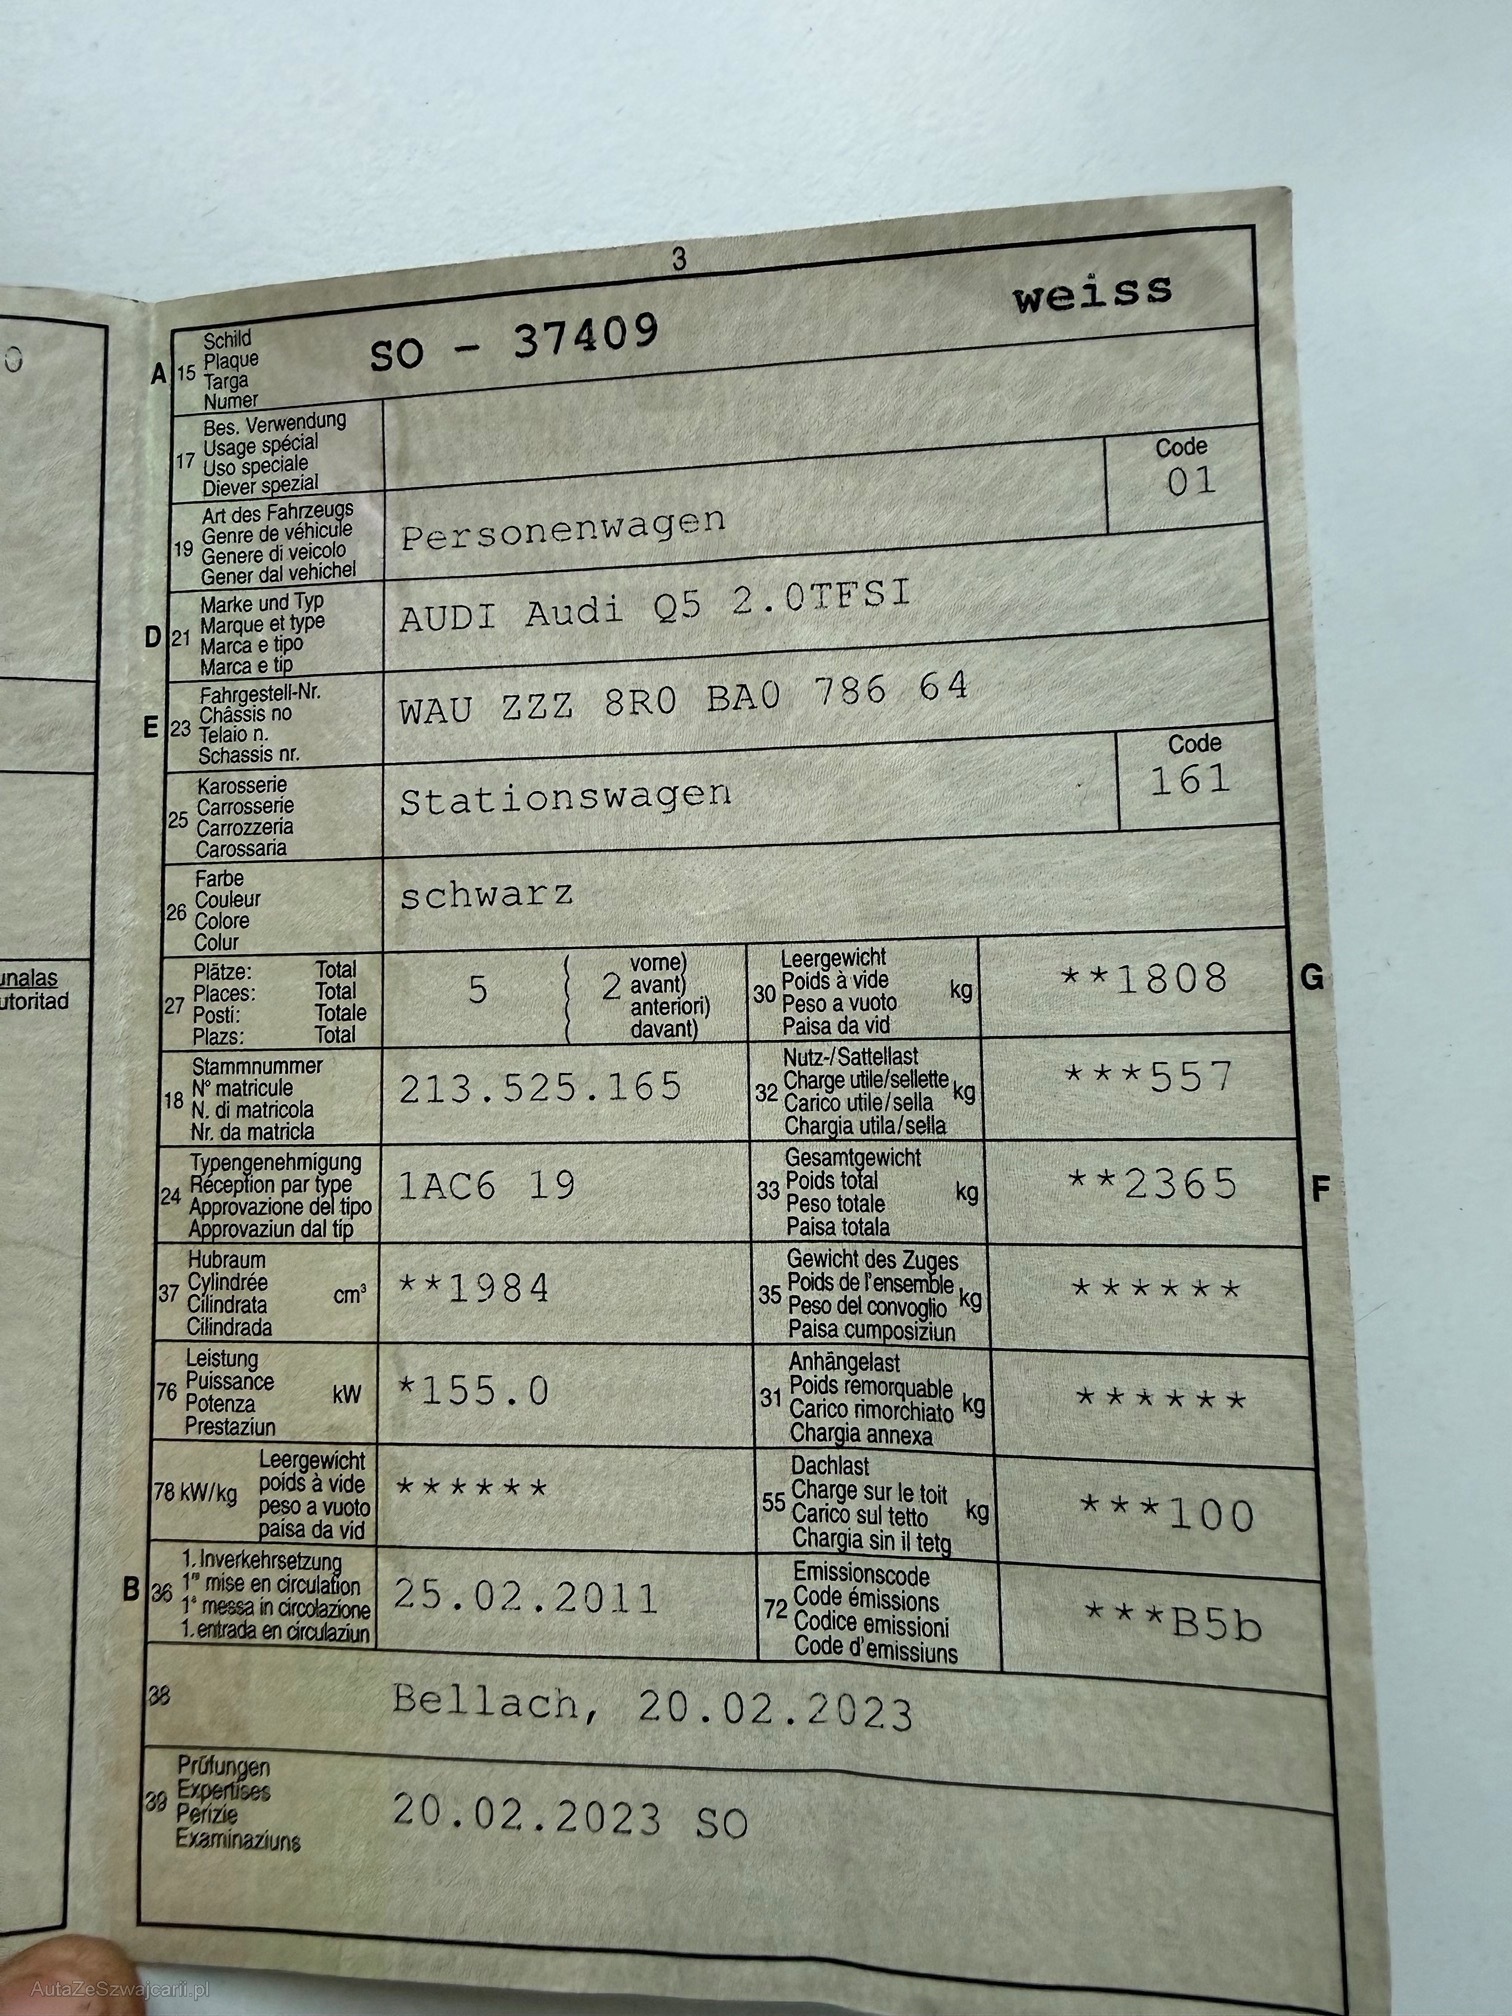 3
A 15 Schild
Plaque
Targa
Numer
SO - 37409
weiss
17 Bes. Verwendung
Usage spécial
Uso speciale
Diever spezial
19 Art des Fahrzeugs
Genre de véhicule
Genere di veicolo
Gener dal vehichel
Personenwagen
Code
01
D 21 Marke und Typ
Marque et type
Marca e tipo
Marca e tip
AUDI Audi Q5 2.0TFSI
E 23 Fahrgestell-Nr.
Châssis no
Telaio n.
Schassis nr.
WAU ZZZ 8R0 BA0 786 64
25 Karosserie
Carrosserie
Carrozzeria
Carossaria
Stationswagen
Code
161
26 Farbe
Couleur
Colore
Colur
schwarz
27 Plätze: Total
Places: Total
Posti: Totale
Plazs: Total
5 ( 2 vorne)
( avant)
( anteriori)
( davant)
30 Leergewicht
Poids à vide kg
Peso a vuoto
Paisa da vid
**1808 G
18 Stammnummer
N° matricule
N. di matricola
Nr. da matricla
213.525.165
32 Nutz-/Sattellast
Charge utile/sellette kg
Carico utile/sella
Chargia utila/sella
***557
24 Typengenehmigung
Réception par type
Approvazione del tipo
Approvaziun dal tip
1AC6 19
33 Gesamtgewicht
Poids total kg
Peso totale
Paisa totala
**2365 F
37 Hubraum
Cylindrée cm³
Cilindrata
Cilindrada
**1984
35 Gewicht des Zuges
Poids de l'ensemble kg
Peso del convoglio
Paisa cumposiziun
******
76 Leistung
Puissance kW
Potenza
Prestaziun
*155.0
31 Anhängelast
Poids remorquable kg
Carico rimorchiato
Chargia annexa
******
78 kW/kg Leergewicht
poids à vide
peso a vuoto
paisa da vid
******
55 Dachlast
Charge sur le toit kg
Carico sul tetto
Chargia sin il tetg
***100
B 36 1. Inverkehrsetzung
1re mise en circulation
1a messa in circolazione
1. entrada en circulaziun
25.02.2011
72 Emissionscode
Code émissions
Codice emissioni
Code d'emissiuns
***B5b
38
Bellach, 20.02.2023
39 Prüfungen
Expertises
Perizie
Examinaziuns
20.02.2023 SO
utoritad
AutaZeSzwajcarii.pl